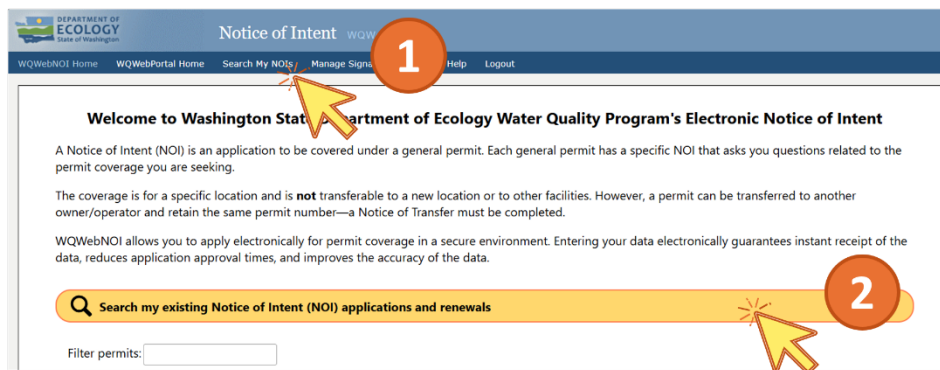 DEPARTMENT OF
ECOLOGY
State of Washington
Notice of Intent WQW
1
WQWebNOI Home WQWebPortal Home Search My NOIs Manage Signa Help Logout
Welcome to Washington State Department of Ecology Water Quality Program's Electronic Notice of Intent
A Notice of Intent (NOI) is an application to be covered under a general permit. Each general permit has a specific NOI that asks you questions related to the
permit coverage you are seeking.
The coverage is for a specific location and is not transferable to a new location or to other facilities. However, a permit can be transferred to another
owner/operator and retain the same permit number—a Notice of Transfer must be completed.
WQWebNOI allows you to apply electronically for permit coverage in a secure environment. Entering your data electronically guarantees instant receipt of the
data, reduces application approval times, and improves the accuracy of the data.
2
Search my existing Notice of Intent (NOI) applications and renewals
Filter permits: